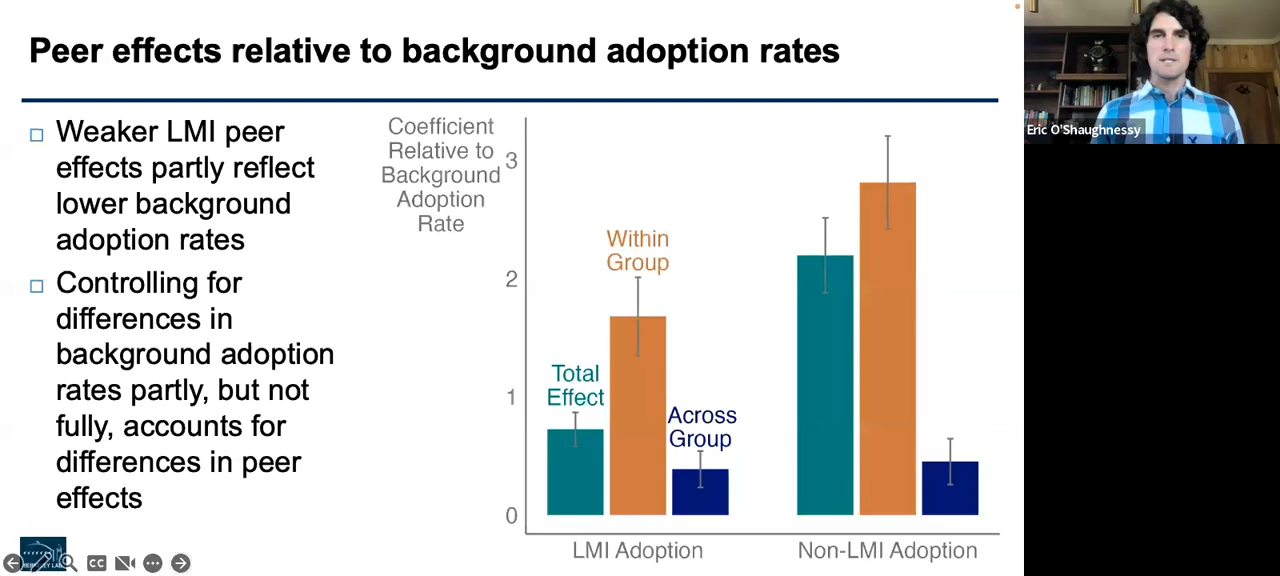 Peer effects relative to background adoption rates
Weaker LMI peer
effects partly reflect
lower background
adoption rates
Controlling for
differences in
background adoption
rates partly, but not
fully, accounts for
differences in peer
effects
Coefficient
Relative to
Background
Adoption
Rate
3
2
1
0
Total
Effect
Within
Group
Across
Group
LMI Adoption
Non-LMI Adoption
CC
Eric O'Shaughnessy